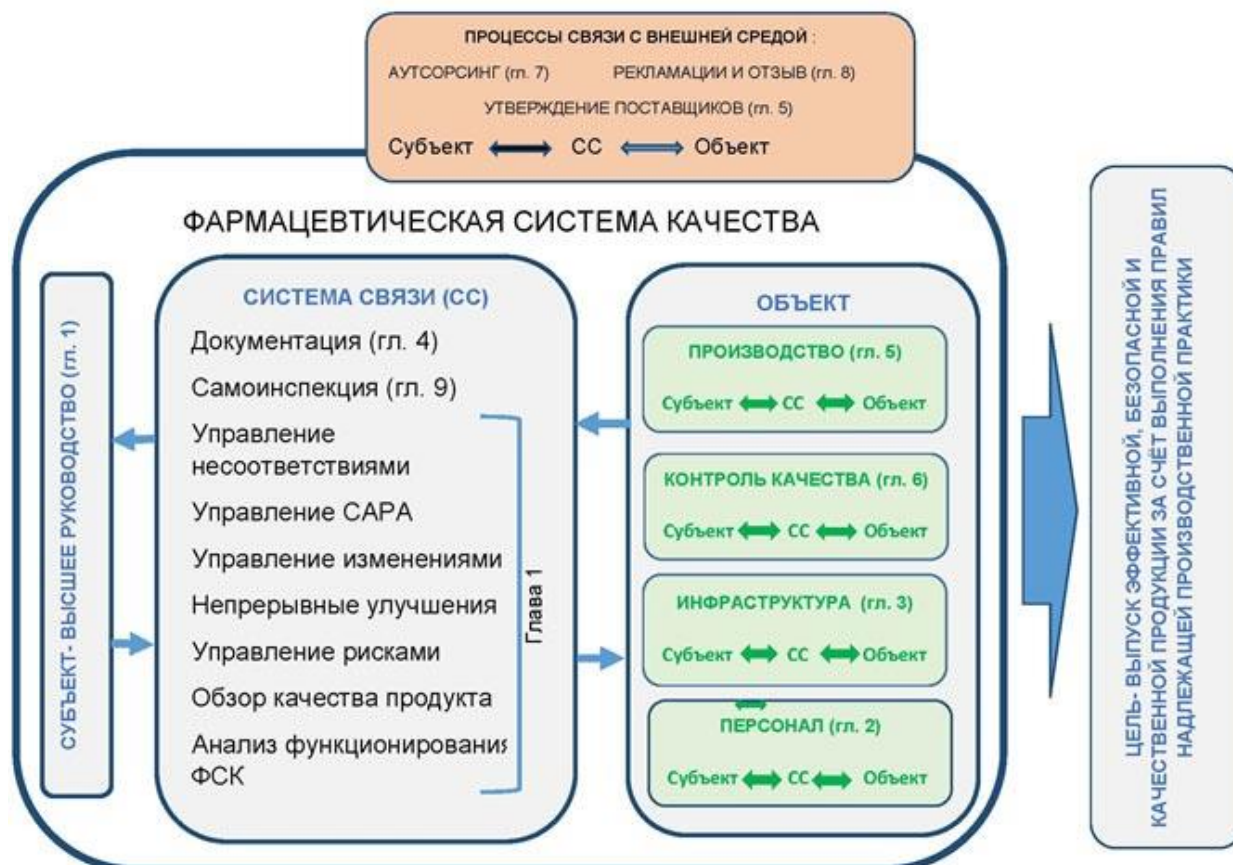 ПРОЦЕССЫ СВЯЗИ С ВНЕШНЕЙ СРЕДОЙ :
АУТСОРСИНГ (гл. 7) РЕКЛАМАЦИИ И ОТЗЫВ (гл. 8)
УТВЕРЖДЕНИЕ ПОСТАВЩИКОВ (гл. 5)
Субъект СС Объект
ФАРМАЦЕВТИЧЕСКАЯ СИСТЕМА КАЧЕСТВА
СУБЪЕКТ- ВЫСШЕЕ РУКОВОДСТВО (гл. 1)
СИСТЕМА СВЯЗИ (СС)
Документация (гл. 4)
Самоинспекция (гл. 9)
Управление
несоответствиями
Управление САРА
Управление изменениями
Непрерывные улучшения
Управление рисками
Обзор качества продукта
Анализ функционирования
ФСК
Глава 1
ОБЪЕКТ
ПРОИЗВОДСТВО (гл. 5)
Субъект СС Объект
КОНТРОЛЬ КАЧЕСТВА (гл. 6)
Субъект СС Объект
ИНФРАСТРУКТУРА (гл. 3)
Субъект СС Объект
ПЕРСОНАЛ (гл. 2)
Субъект СС Объект
ЦЕЛЬ- ВЫПУСК ЭФФЕКТИВНОЙ, БЕЗОПАСНОЙ И
КАЧЕСТВЕННОЙ ПРОДУКЦИИ ЗА СЧЁТ ВЫПОЛНЕНИЯ ПРАВИЛ
НАДЛЕЖАЩЕЙ ПРОИЗВОДСТВЕННОЙ ПРАКТИКИ